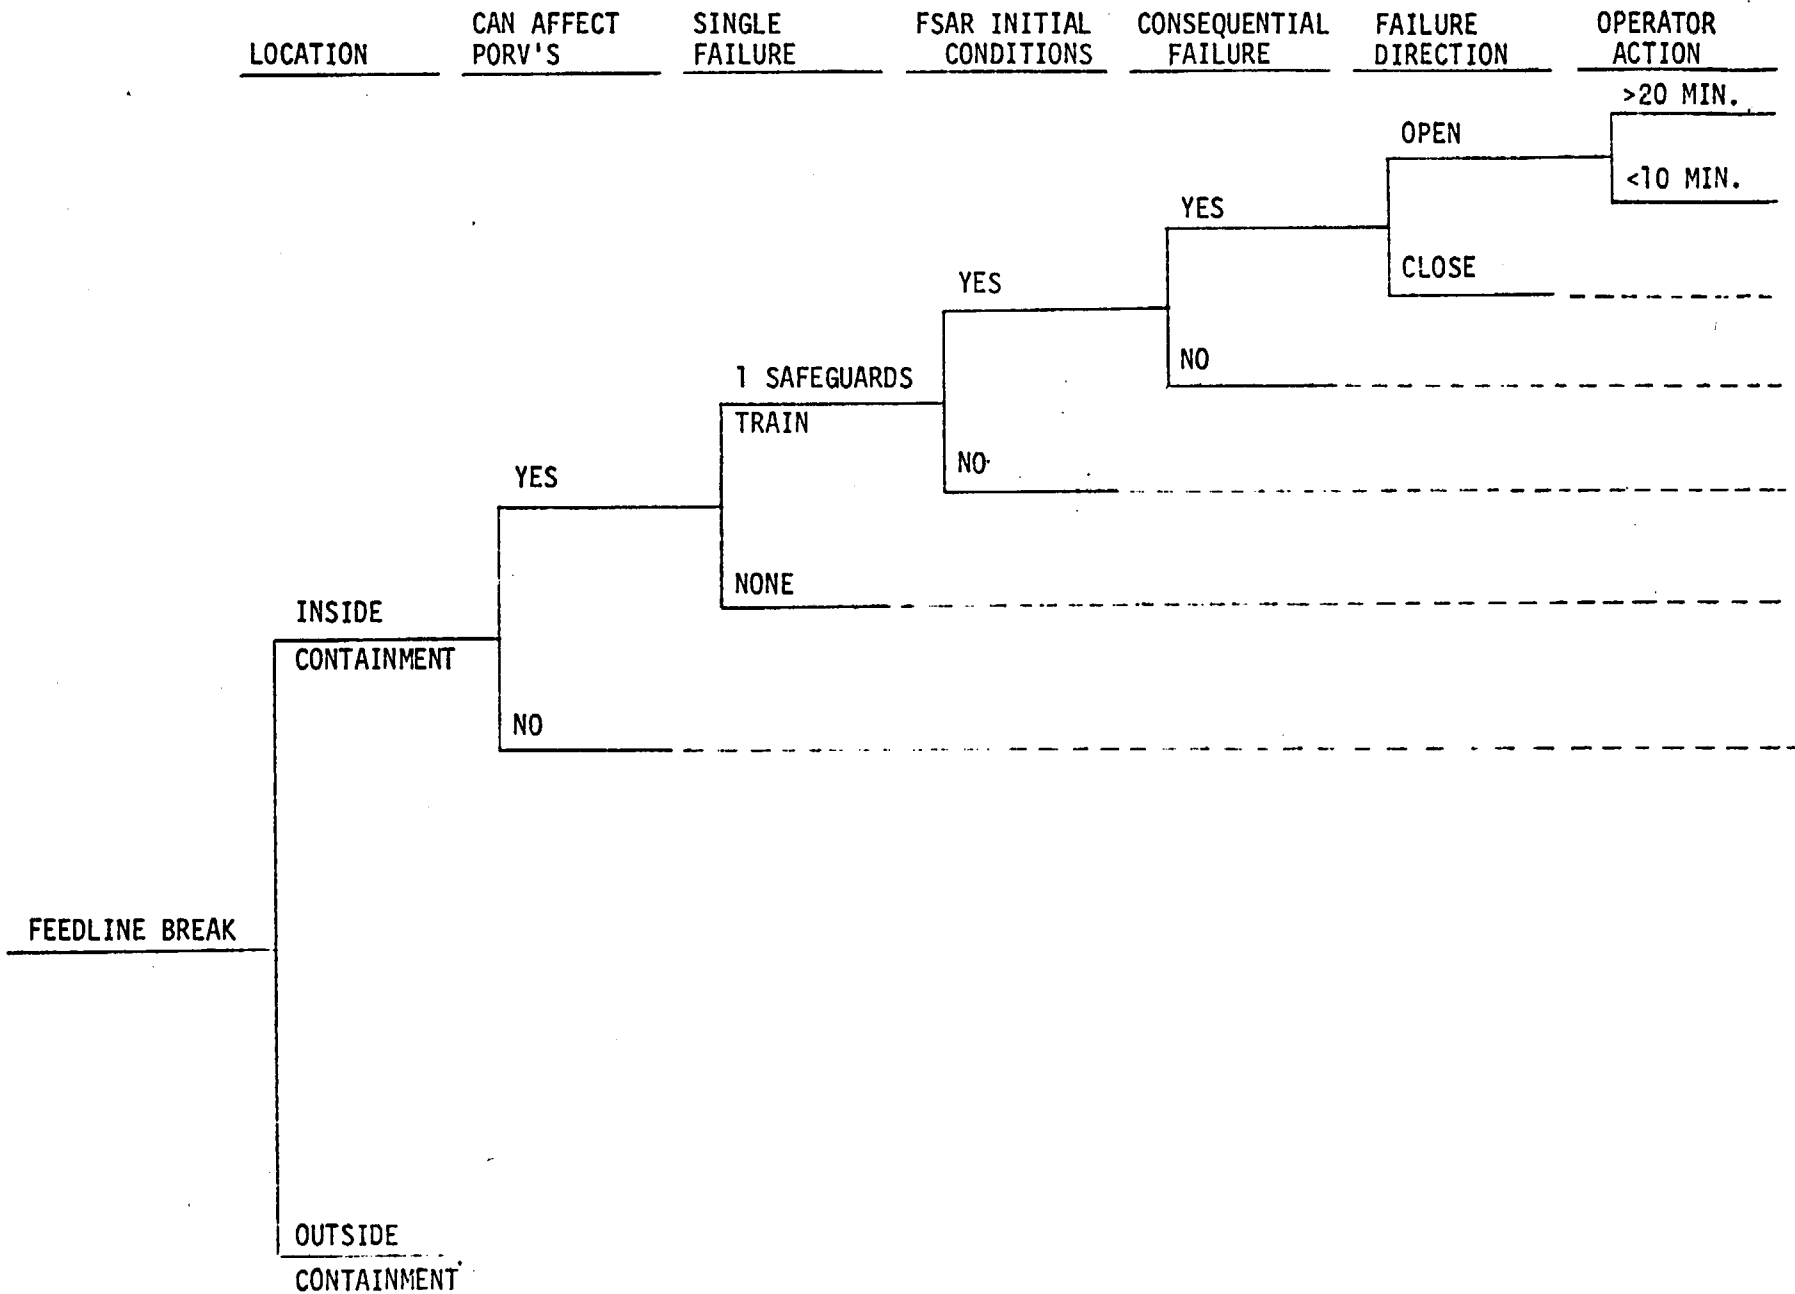 LOCATION
CAN AFFECT
PORV'S
SINGLE
FAILURE
FSAR INITIAL
CONDITIONS
CONSEQUENTIAL
FAILURE
FAILURE
DIRECTION
OPERATOR
ACTION
>20 MIN.
OPEN
<10 MIN.
YES
CLOSE
YES
NO
1 SAFEGUARDS
TRAIN
NO
YES
NONE
INSIDE
CONTAINMENT
NO
FEEDLINE BREAK
OUTSIDE
CONTAINMENT